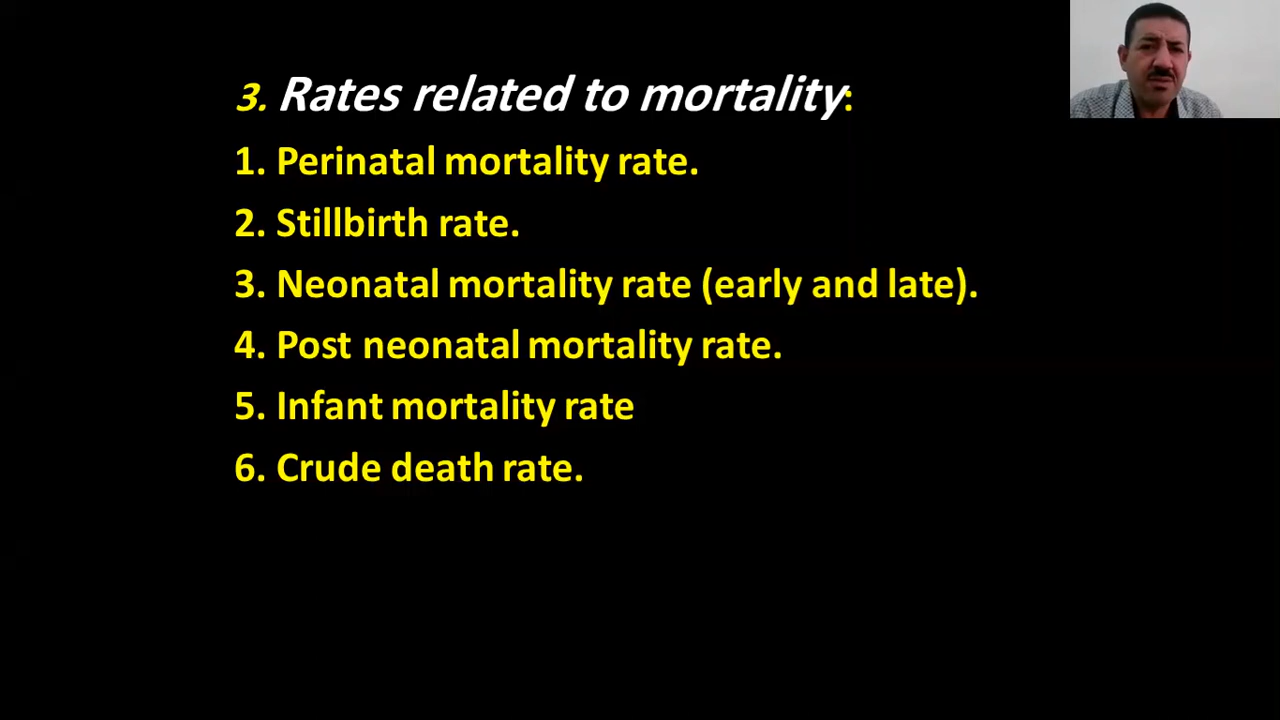 3. Rates related to mortality:
1. Perinatal mortality rate.
2. Stillbirth rate.
3. Neonatal mortality rate (early and late).
4. Post neonatal mortality rate.
5. Infant mortality rate
6. Crude death rate.